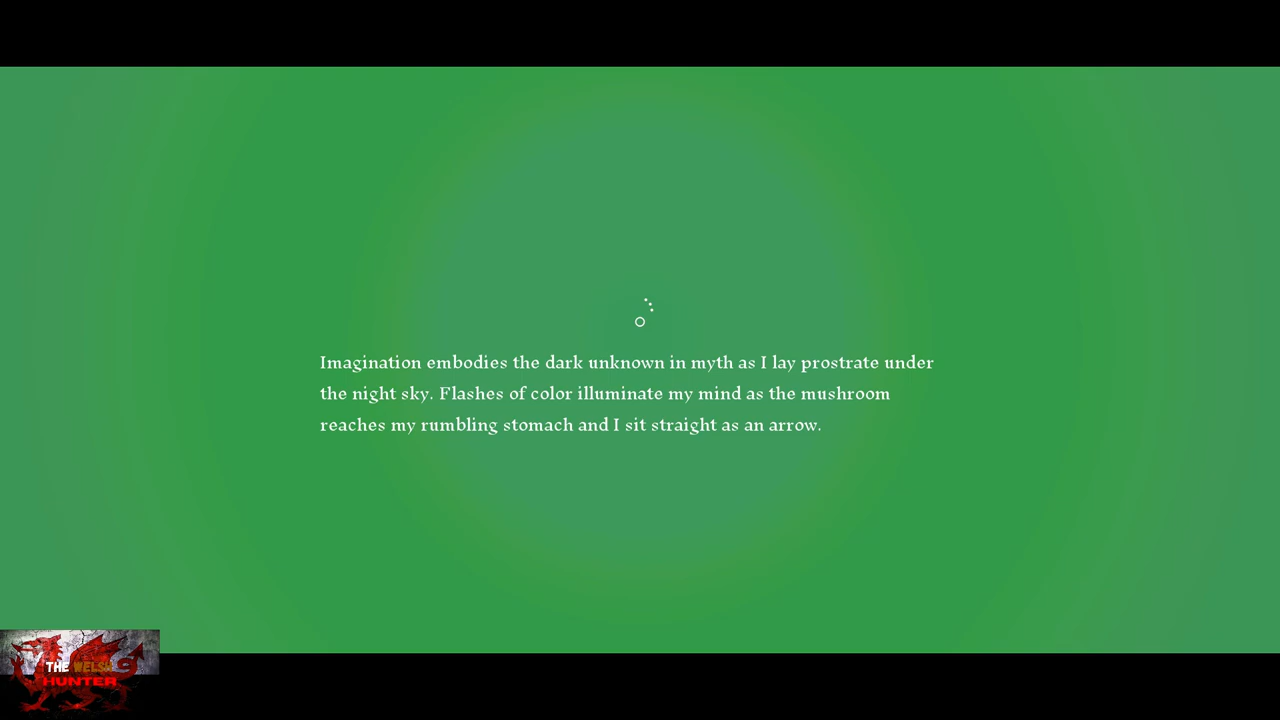 Imagination embodies the dark unknown in myth as I lay prostrate under
the night sky. Flashes of color illuminate my mind as the mushroom
reaches my rumbling stomach and I sit straight as an arrow.
THE WELSH
HUNTER